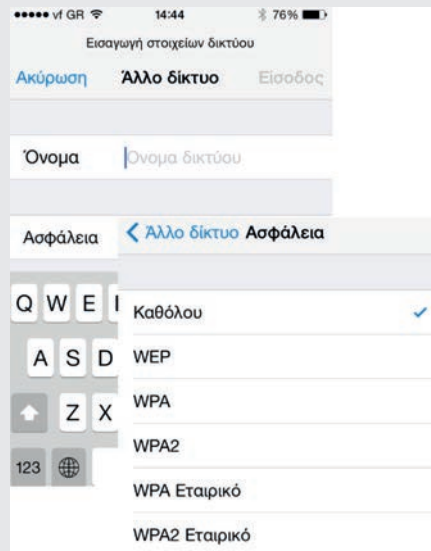 vf GR 14:44 76%
Εισαγωγή στοιχείων δικτύου
Ακύρωση Άλλο δίκτυο Είσοδος
Όνομα Όνομα δικτύου
Ασφάλεια
Q W E
A S D
Z X
123
Άλλο δίκτυο Ασφάλεια
Καθόλου
WEP
WPA
WPA2
WPA Εταιρικό
WPA2 Εταιρικό